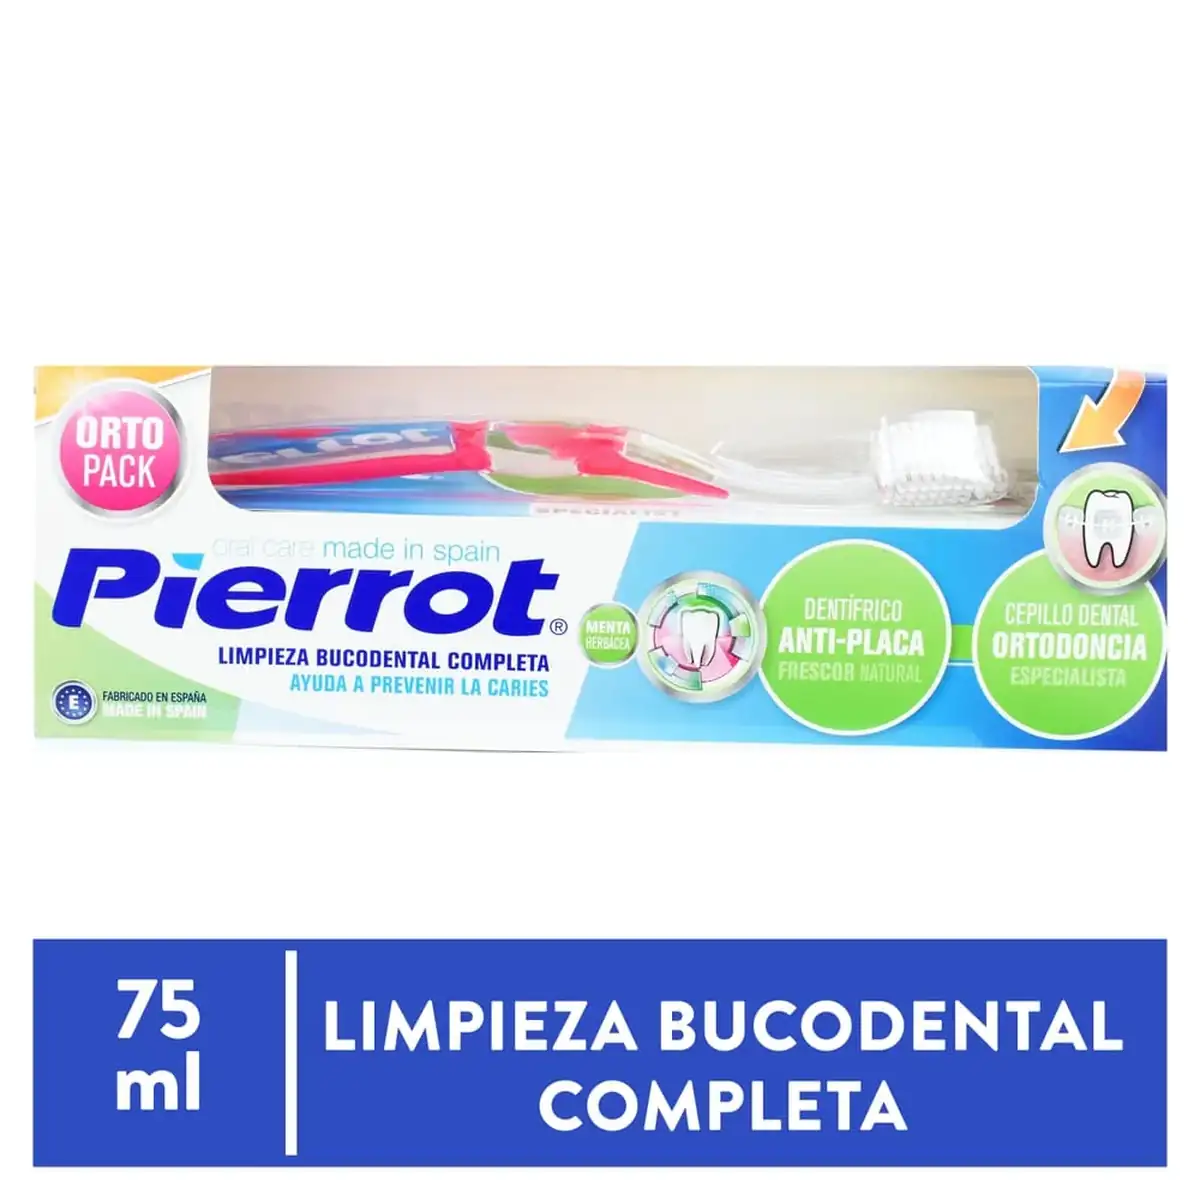 ORTO
PACK
SPECIALIST
oral care made in spain
Pierrot®
LIMPIEZA BUCODENTAL COMPLETA
AYUDA A PREVENIR LA CARIES
E
FABRICADO EN ESPAÑA
MADE IN SPAIN
MENTA
HERBÁCEA
DENTÍFRICO
ANTI-PLACA
FRESCOR NATURAL
CEPILLO DENTAL
ORTODONCIA
ESPECIALISTA
75
ml
LIMPIEZA BUCODENTAL
COMPLETA